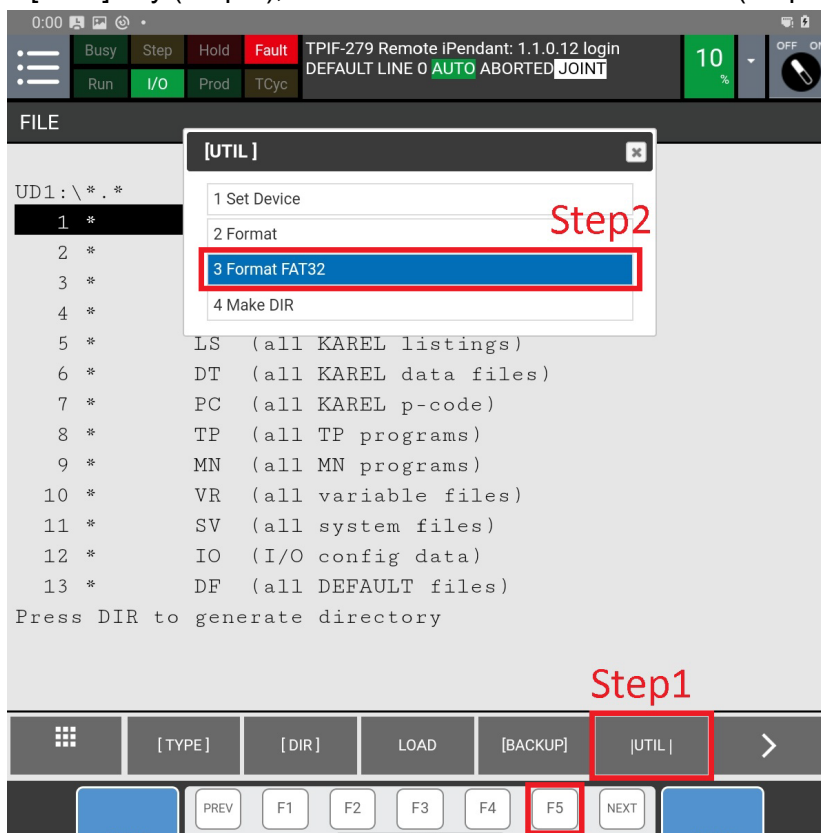 0:00
Busy Step Hold Fault TPIF-279 Remote iPendant: 1.1.0.12 login
Run I/O Prod TCyc DEFAULT LINE 0 AUTO ABORTED JOINT
10 %
OFF
FILE
[UTIL ]
UD1:\*.*
1 Set Device
2 Format
Step2
3 Format FAT32
4 Make DIR
1 *
2 *
3 *
4 *
5 * LS (all KAREL listings)
6 * DT (all KAREL data files)
7 * PC (all KAREL p-code)
8 * TP (all TP programs)
9 * MN (all MN programs)
10 * VR (all variable files)
11 * SV (all system files)
12 * IO (I/O config data)
13 * DF (all DEFAULT files)
Press DIR to generate directory
Step1
[ TYPE ] [ DIR ] LOAD [BACKUP] |UTIL |
PREV F1 F2 F3 F4 F5 NEXT